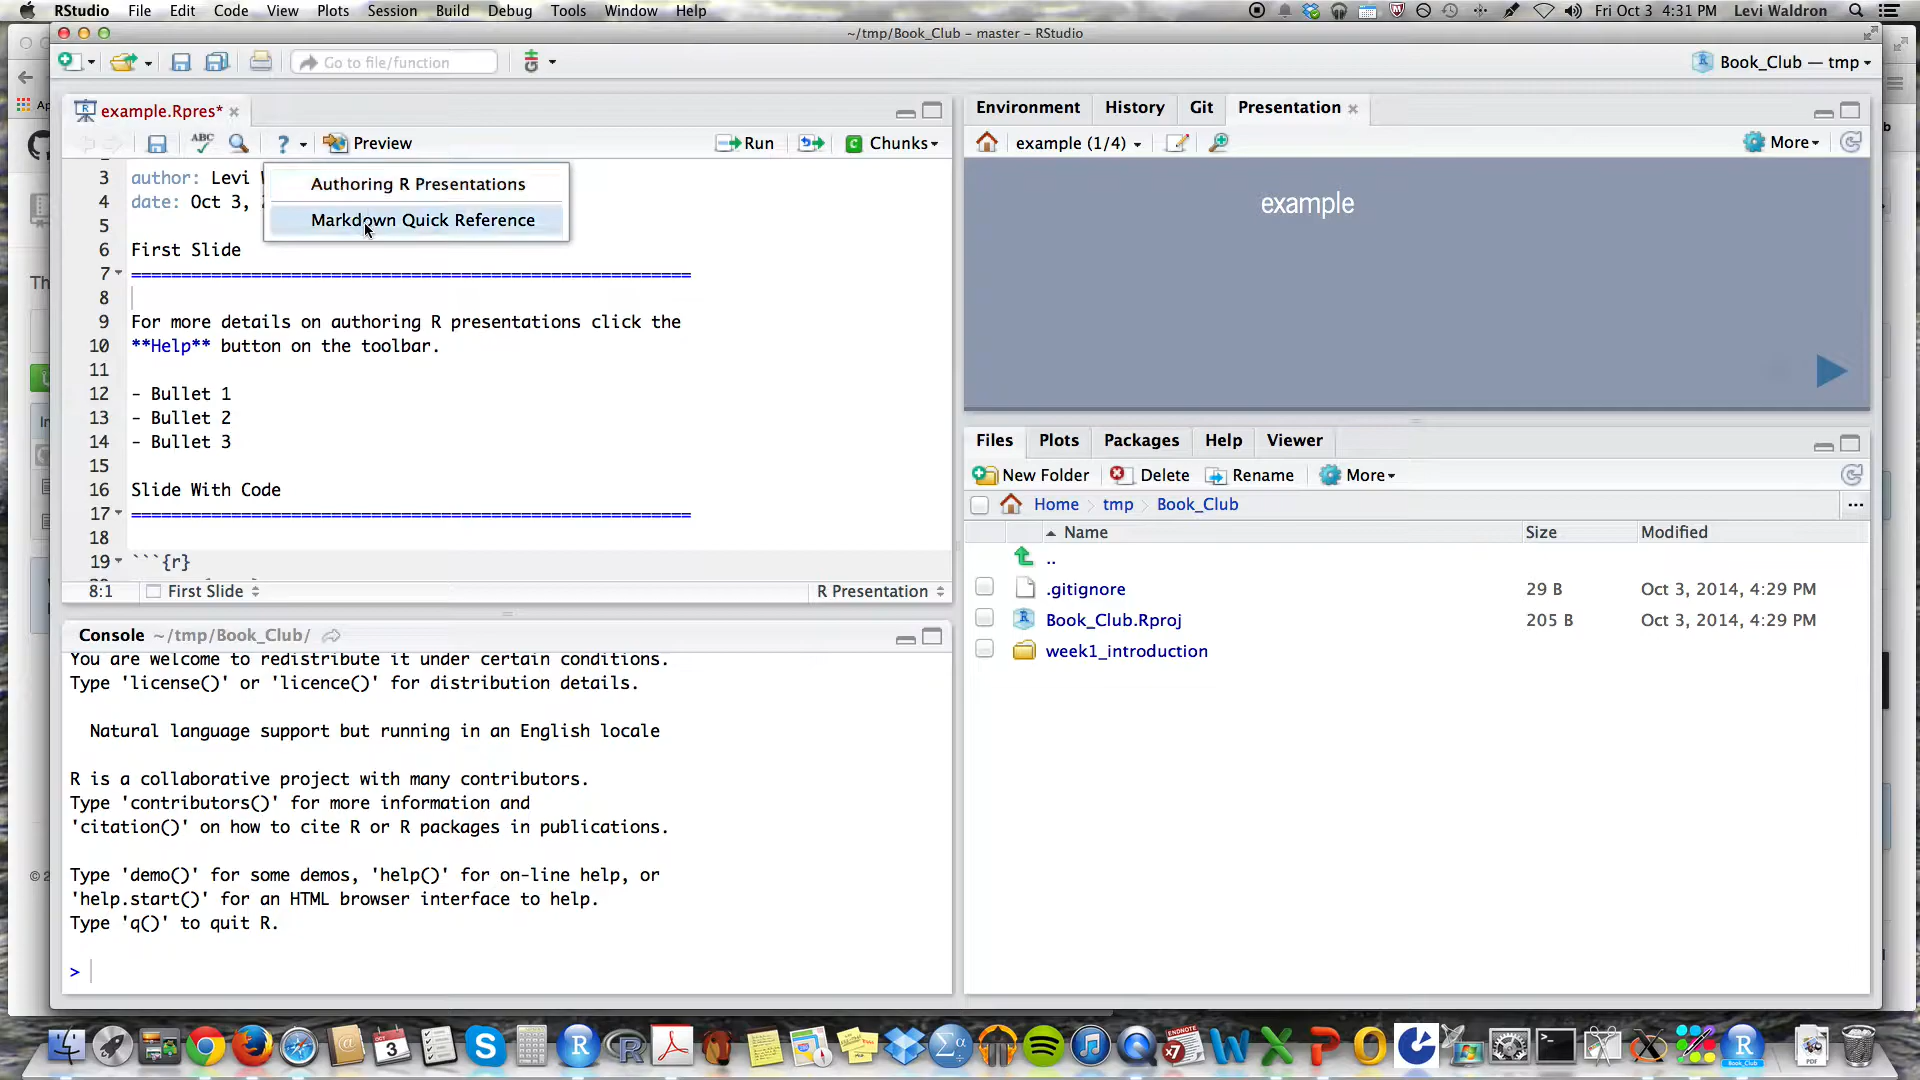 RStudio File Edit Code View Plots Session Build Debug Tools Window Help Fri Oct 3 4:31 PM Levi Waldron
~/tmp/Book_Club – master – RStudio
Go to file/function
Book_Club — tmp
example.Rpres*
ABC
?
Preview
Run
Chunks
Authoring R Presentations
Markdown Quick Reference
3 author: Levi
4 date: Oct 3,
5
6 First Slide
7 ========================================================
8
9 For more details on authoring R presentations click the
10 **Help** button on the toolbar.
11
12 - Bullet 1
13 - Bullet 2
14 - Bullet 3
15
16 Slide With Code
17 ========================================================
18
19 ```{r}
8:1 First Slide R Presentation
Console ~/tmp/Book_Club/
You are welcome to redistribute it under certain conditions.
Type 'license()' or 'licence()' for distribution details.
Natural language support but running in an English locale
R is a collaborative project with many contributors.
Type 'contributors()' for more information and
'citation()' on how to cite R or R packages in publications.
Type 'demo()' for some demos, 'help()' for on-line help, or
'help.start()' for an HTML browser interface to help.
Type 'q()' to quit R.
>
Environment History Git Presentation
example (1/4)
More
example
Files Plots Packages Help Viewer
New Folder Delete Rename More
Home tmp Book_Club ...
Name Size Modified
..
.gitignore 29 B Oct 3, 2014, 4:29 PM
Book_Club.Rproj 205 B Oct 3, 2014, 4:29 PM
week1_introduction